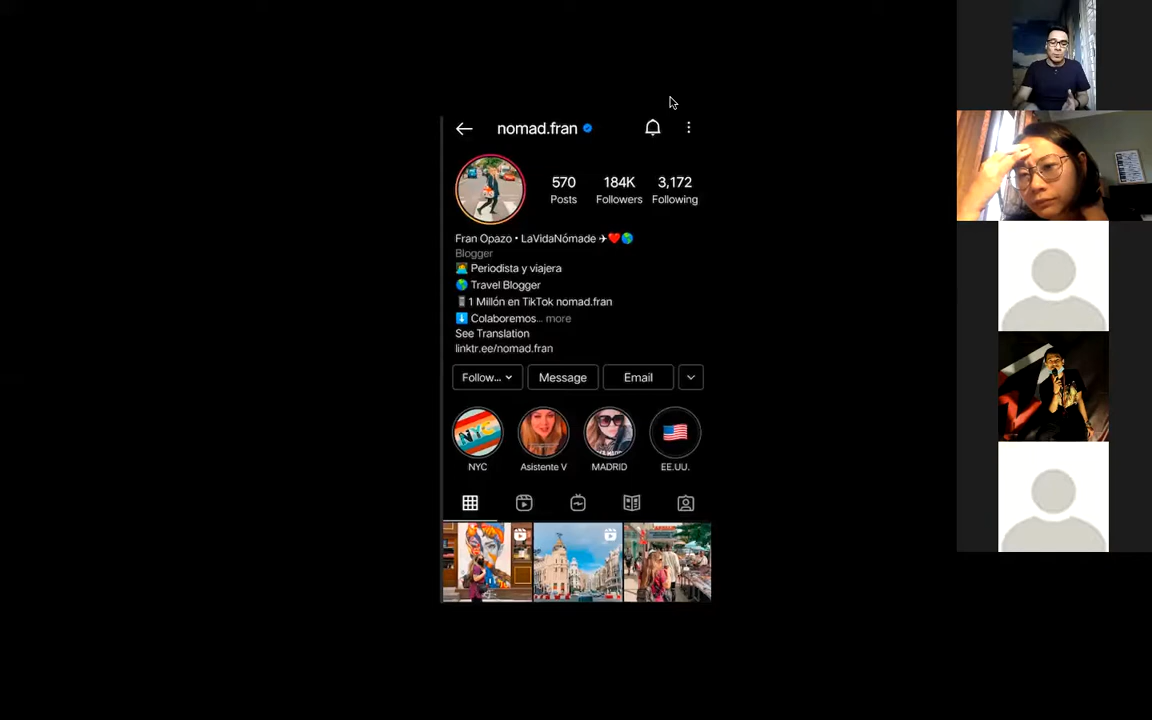 nomad.fran
570 184K 3,172
Posts Followers Following
Fran Opazo • LaVidaNómade ✈❤️🌎
Blogger
👩‍💻 Periodista y viajera
🌎 Travel Blogger
📱 1 Millón en TikTok nomad.fran
⬇️ Colaboremos... more
See Translation
linktr.ee/nomad.fran
Follow... Message Email
NYC
NYC Asistente V MADRID EE.UU.